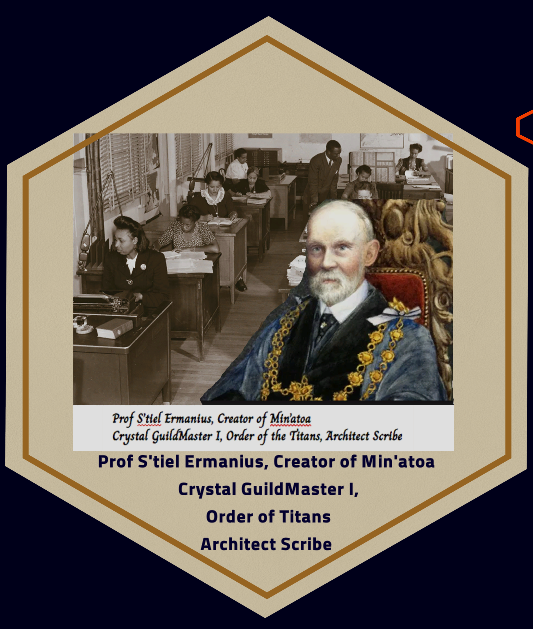 Prof S'tiel Ermanius, Creator of Min'atoa
Crystal GuildMaster I, Order of the Titans, Architect Scribe
Prof S'tiel Ermanius, Creator of Min'atoa
Crystal GuildMaster I,
Order of Titans
Architect Scribe